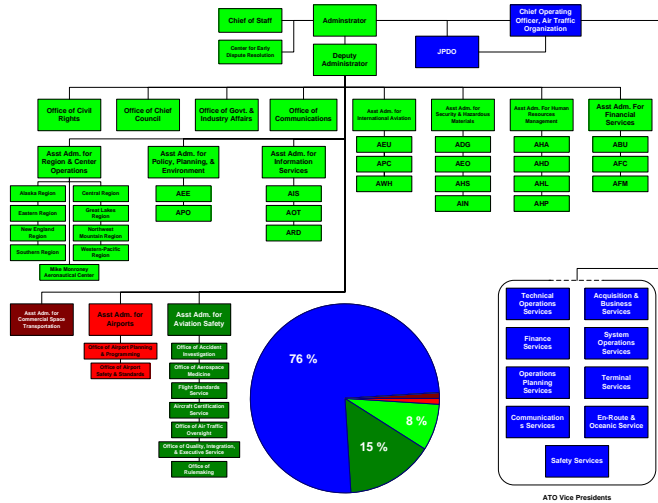 Chief of Staff
Adminstrator
Chief Operating
Officer, Air Traffic
Organization
Center for Early
Dispute Resolution
Deputy
Administrator
JPDO
Office of Civil
Rights
Office of Chief
Council
Office of Govt. &
Industry Affairs
Office of
Communications
Asst Adm. for
International Aviation
AEU
APC
AWH
Asst Adm. for
Security & Hazardous
Materials
ADG
AEO
AHS
AIN
Asst Adm. For Human
Resources
Management
AHA
AHD
AHL
AHP
Asst Adm. For
Financial
Services
ABU
AFC
AFM
Asst Adm. for
Region & Center
Operations
Alaska Region
Central Region
Eastern Region
Great Lakes
Region
New England
Region
Northwest
Mountain Region
Southern Region
Western-Pacific
Region
Mike Monroney
Aeronautical Center
Asst Adm. for
Policy, Planning, &
Environment
AEE
APO
Asst Adm. for
Information
Services
AIS
AOT
ARD
Asst Adm. for
Commercial Space
Transportation
Asst Adm. for
Airports
Office of Airport Planning
& Programming
Office of Airport
Safety & Standards
Asst Adm. for
Aviation Safety
Office of Accident
Investigation
Office of Aerospace
Medicine
Flight Standards
Service
Aircraft Certification
Service
Office of Air Traffic
Oversight
Office of Quality, Integration,
& Executive Service
Office of
Rulemaking
76 %
8 %
15 %
Technical
Operations
Services
Acquisition &
Business
Services
Finance
Services
System
Operations
Services
Operations
Planning
Services
Terminal
Services
Communication
s Services
En-Route &
Oceanic Service
Safety Services
ATO Vice Presidents